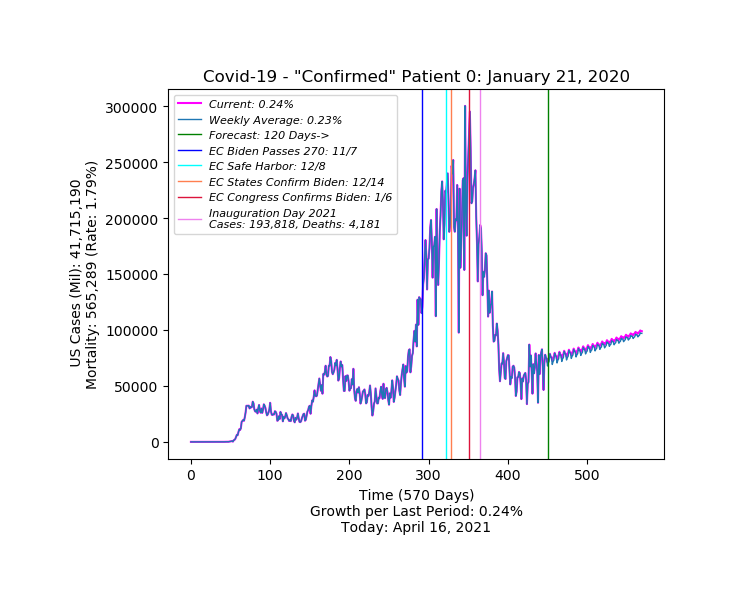 Covid-19 - "Confirmed" Patient 0: January 21, 2020
Current: 0.24%
Weekly Average: 0.23%
Forecast: 120 Days->
EC Biden Passes 270: 11/7
EC Safe Harbor: 12/8
EC States Confirm Biden: 12/14
EC Congress Confirms Biden: 1/6
Inauguration Day 2021
Cases: 193,818, Deaths: 4,181
300000
250000
200000
150000
100000
50000
0
US Cases (Mil): 41,715,190
Mortality: 565,289 (Rate: 1.79%)
0 100 200 300 400 500
Time (570 Days)
Growth per Last Period: 0.24%
Today: April 16, 2021